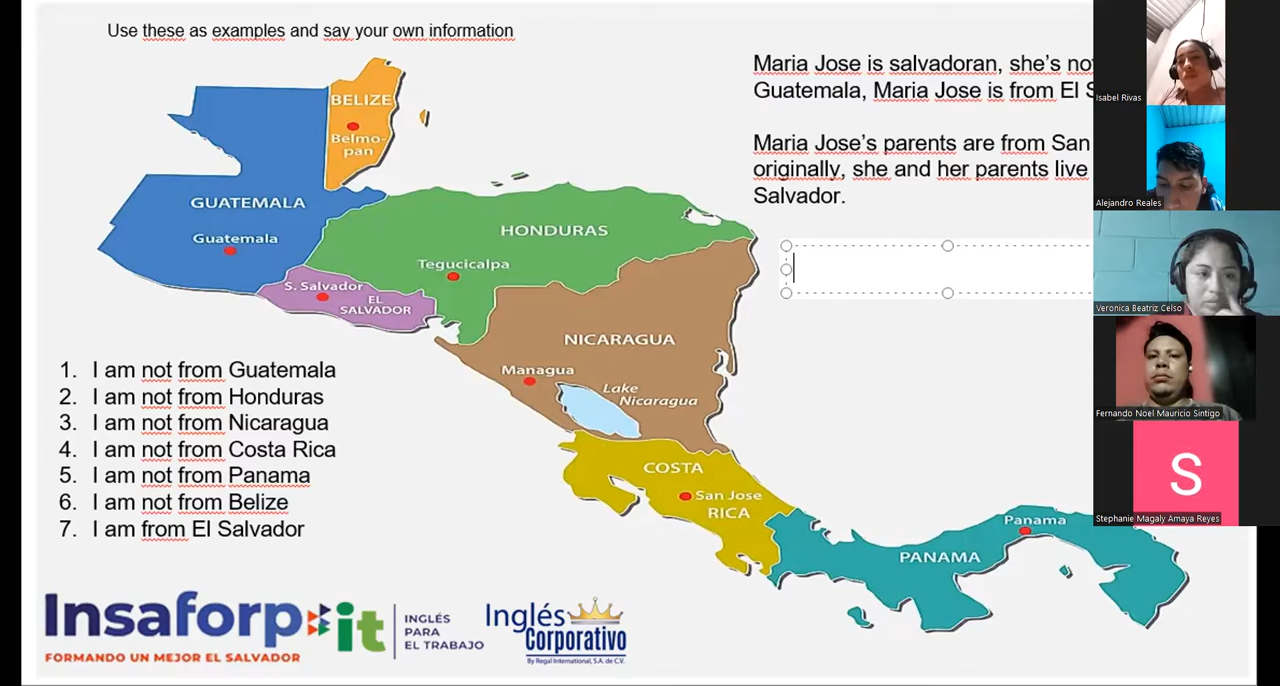 Use these as examples and say your own information
Maria Jose is salvadoran, she's
Guatemala, Maria Jose is from El
Maria Jose's parents are from San
originally, she and her parents live
Salvador.
BELIZE
Belmo-
pan
GUATEMALA
Guatemala
HONDURAS
Tegucicalpa
S. Salvador
EL
SALVADOR
NICARAGUA
Managua
Lake
Nicaragua
COSTA
San Jose
RICA
Panama
PANAMA
1. I am not from Guatemala
2. I am not from Honduras
3. I am not from Nicaragua
4. I am not from Costa Rica
5. I am not from Panama
6. I am not from Belize
7. I am from El Salvador
Insaforp it
FORMANDO UN MEJOR EL SALVADOR
INGLÉS
PARA
EL TRABAJO
Inglés
Corporativo
By Regal International, S.A. de C.V.
Isabel Rivas
Alejandro Reales
Veronica Beatriz Celso
Fernando Noel Mauricio Sintigo
S
Stephanie Magaly Amaya Reyes